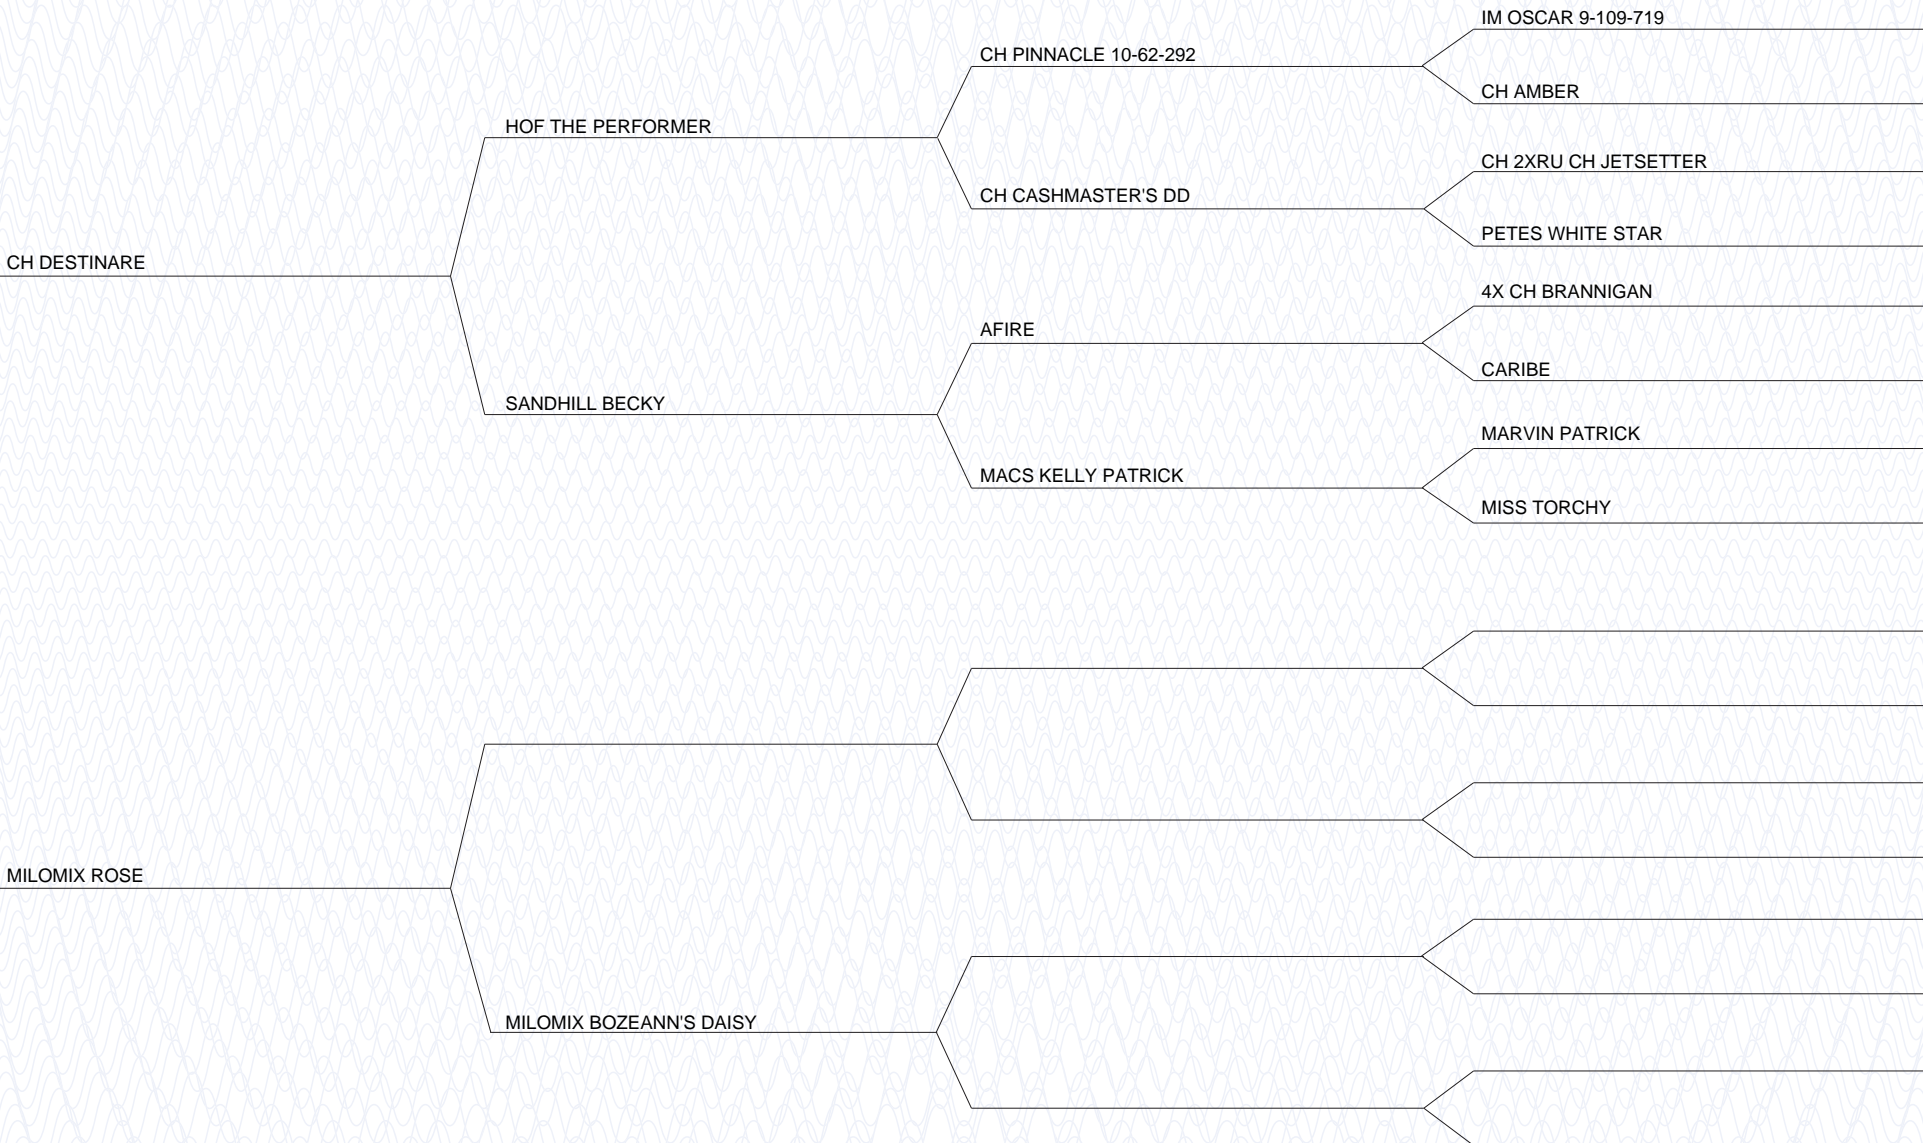 IM OSCAR 9-109-719
CH PINNACLE 10-62-292
CH AMBER
HOF THE PERFORMER
CH 2XRU CH JETSETTER
CH CASHMASTER'S DD
PETES WHITE STAR
CH DESTINARE
4X CH BRANNIGAN
AFIRE
CARIBE
SANDHILL BECKY
MARVIN PATRICK
MACS KELLY PATRICK
MISS TORCHY
MILOMIX ROSE
MILOMIX BOZEANN'S DAISY